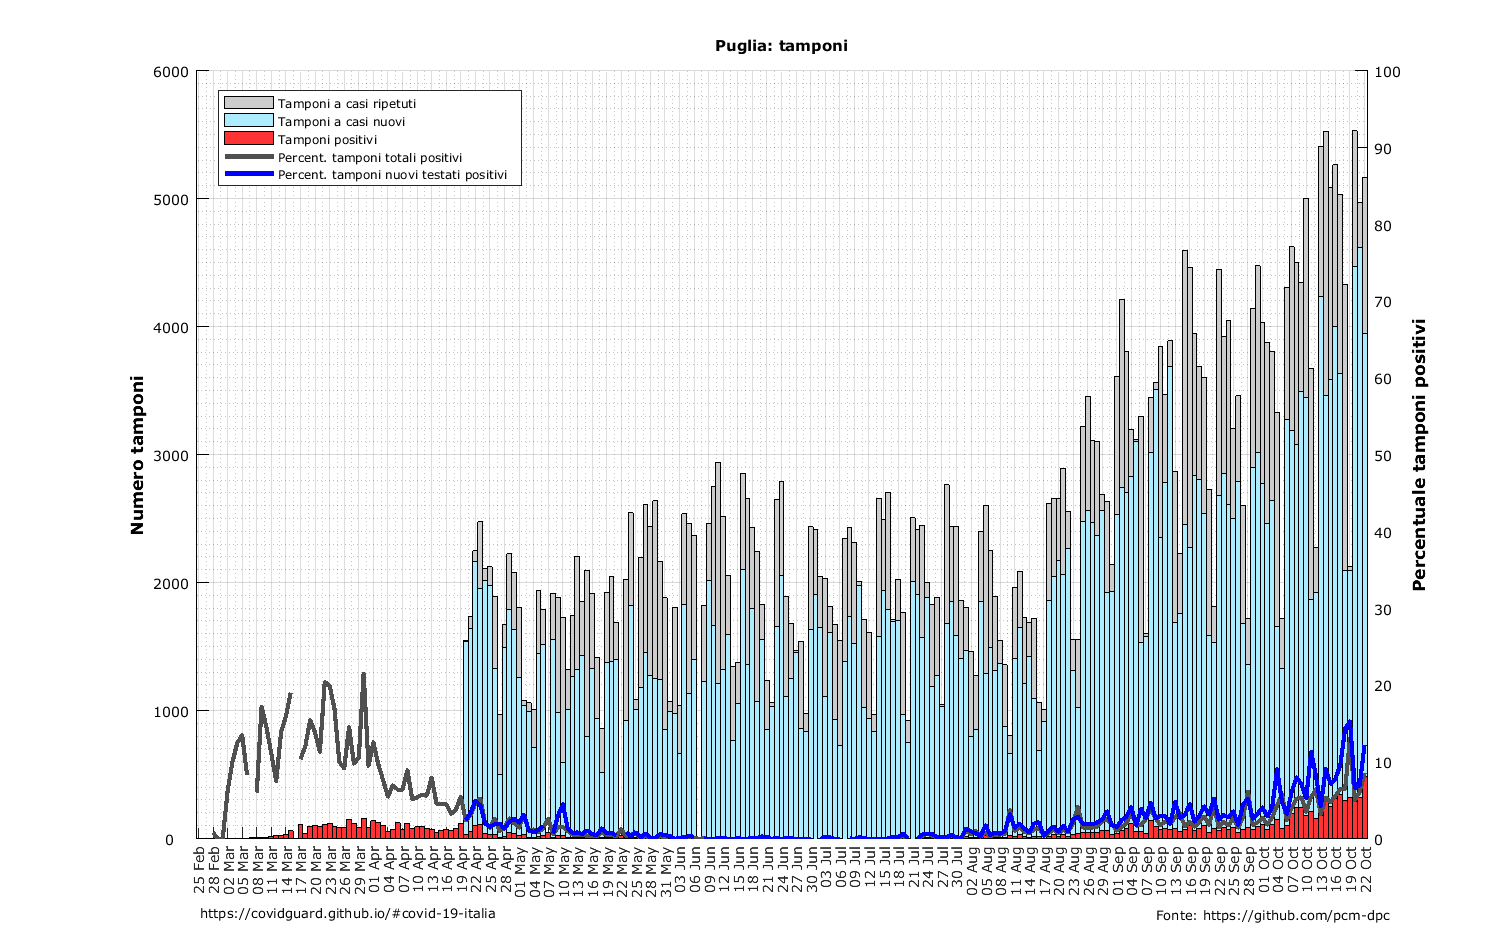 Puglia: tamponi
6000
5000
4000
3000
2000
1000
0
Numero tamponi
Tamponi a casi ripetuti
Tamponi a casi nuovi
Tamponi positivi
Percent. tamponi totali positivi
Percent. tamponi nuovi testati positivi
100
90
80
70
60
50
40
30
20
10
0
Percentuale tamponi positivi
25 Feb
28 Feb
02 Mar
05 Mar
08 Mar
11 Mar
14 Mar
17 Mar
20 Mar
23 Mar
26 Mar
29 Mar
01 Apr
04 Apr
07 Apr
10 Apr
13 Apr
16 Apr
19 Apr
22 Apr
25 Apr
28 Apr
01 May
04 May
07 May
10 May
13 May
16 May
19 May
22 May
25 May
28 May
31 May
03 Jun
06 Jun
09 Jun
12 Jun
15 Jun
18 Jun
21 Jun
24 Jun
27 Jun
30 Jun
03 Jul
06 Jul
09 Jul
12 Jul
15 Jul
18 Jul
21 Jul
24 Jul
27 Jul
30 Jul
02 Aug
05 Aug
08 Aug
11 Aug
14 Aug
17 Aug
20 Aug
23 Aug
26 Aug
29 Aug
01 Sep
04 Sep
07 Sep
10 Sep
13 Sep
16 Sep
19 Sep
22 Sep
25 Sep
28 Sep
01 Oct
04 Oct
07 Oct
10 Oct
13 Oct
16 Oct
19 Oct
22 Oct
https://covidguard.github.io/#covid-19-italia
Fonte: https://github.com/pcm-dpc